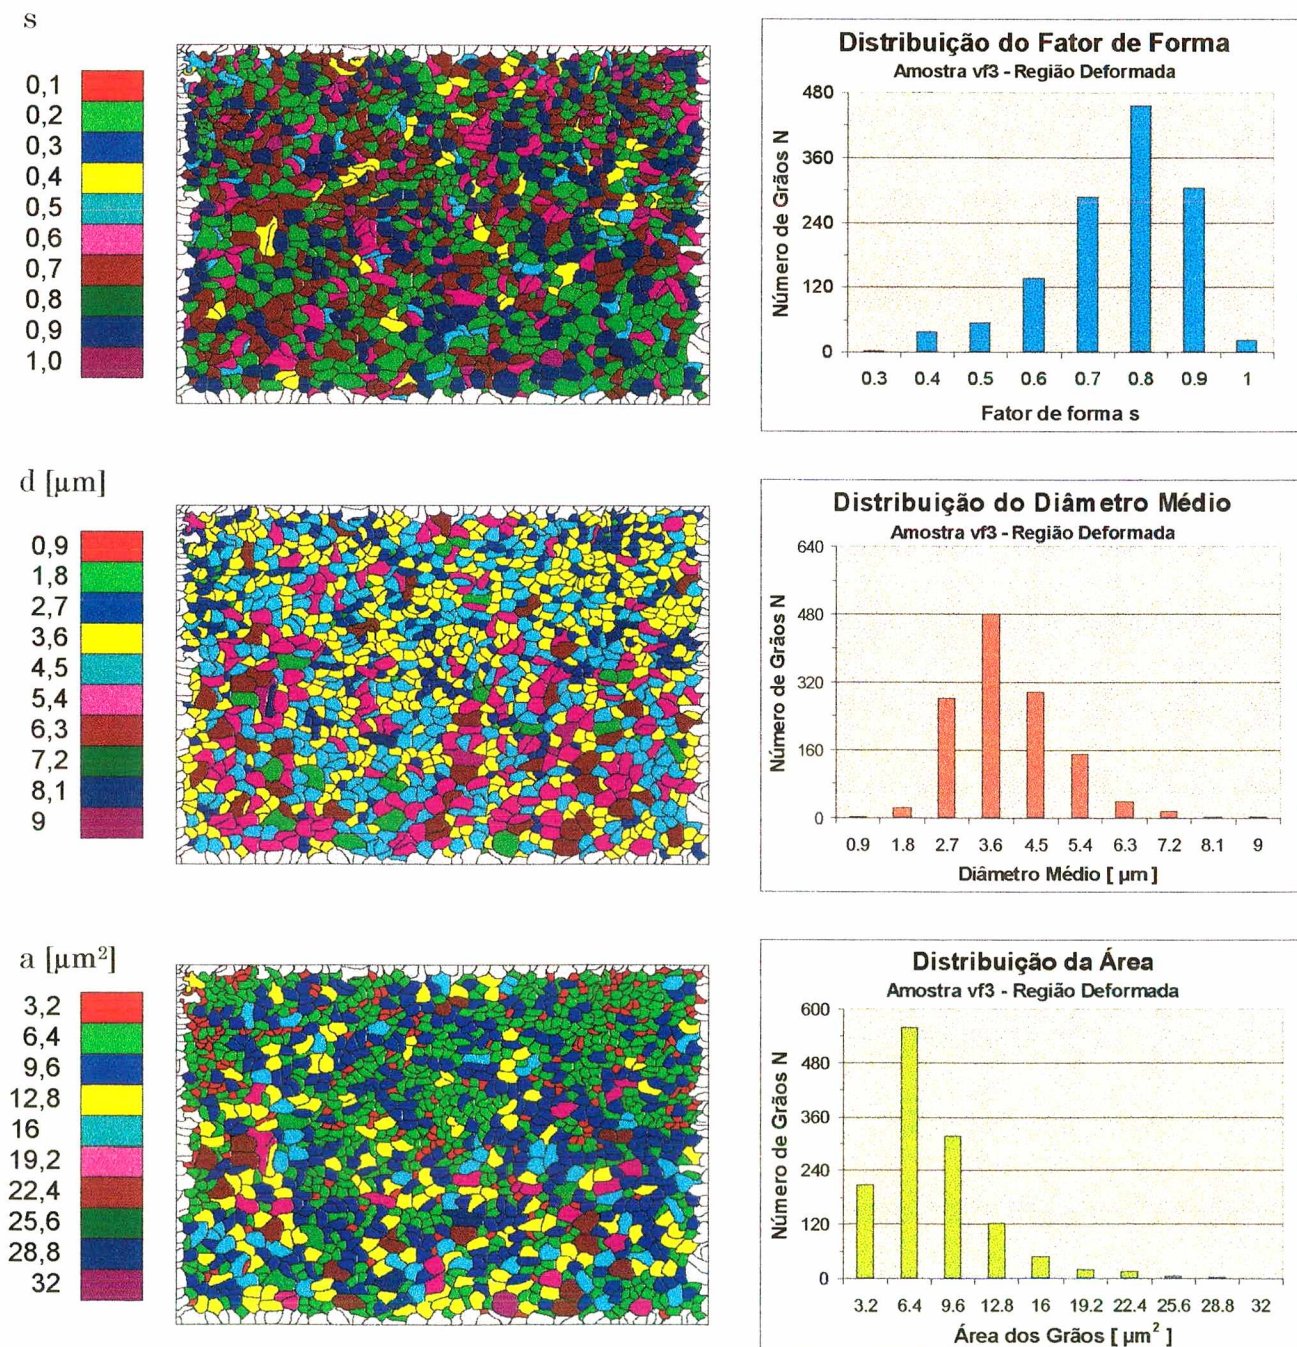 s
0,1
0,2
0,3
0,4
0,5
0,6
0,7
0,8
0,9
1,0
Distribuição do Fator de Forma
Amostra vf3 - Região Deformada
Número de Grãos N
480
360
240
120
0
0.3 0.4 0.5 0.6 0.7 0.8 0.9 1
Fator de forma s
d [µm]
0,9
1,8
2,7
3,6
4,5
5,4
6,3
7,2
8,1
9
Distribuição do Diâmetro Médio
Amostra vf3 - Região Deformada
Número de Grãos N
640
480
320
160
0
0.9 1.8 2.7 3.6 4.5 5.4 6.3 7.2 8.1 9
Diâmetro Médio [ µm ]
a [µm²]
3,2
6,4
9,6
12,8
16
19,2
22,4
25,6
28,8
32
Distribuição da Área
Amostra vf3 - Região Deformada
Número de Grãos N
600
480
360
240
120
0
3.2 6.4 9.6 12.8 16 19.2 22.4 25.6 28.8 32
Área dos Grãos [ µm² ]